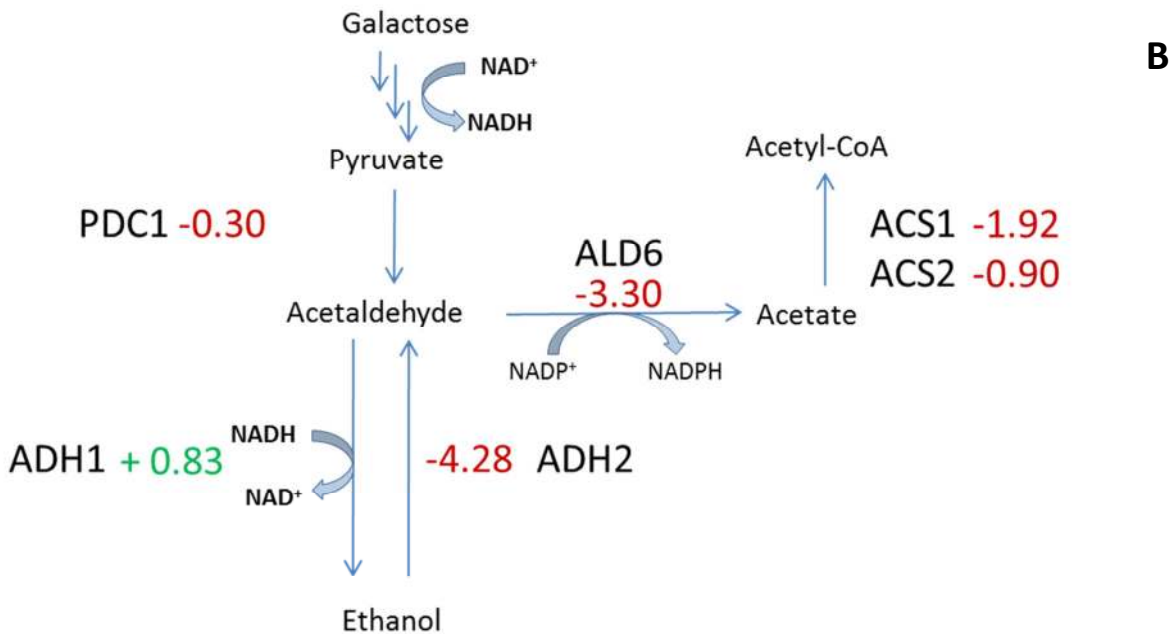 Galactose
B
NAD⁺
NADH
Pyruvate
Acetyl-CoA
PDC1 -0.30
ACS1 -1.92
ALD6
ACS2 -0.90
-3.30
Acetaldehyde
Acetate
NADP⁺
NADPH
NADH
ADH1 + 0.83
-4.28 ADH2
NAD⁺
Ethanol